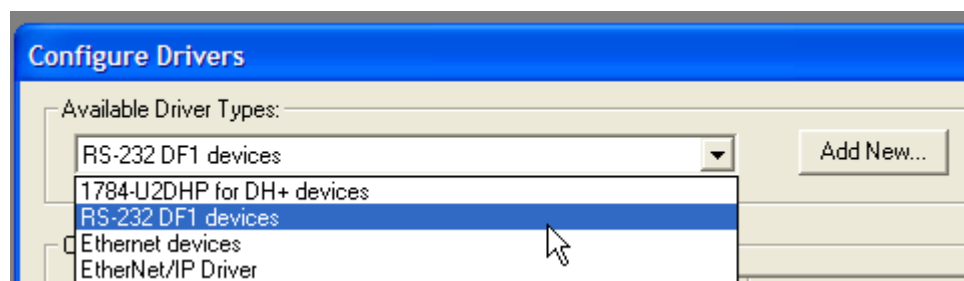 Configure Drivers
Available Driver Types:
RS-232 DF1 devices
Add New...
1784-U2DHP for DH+ devices
RS-232 DF1 devices
Ethernet devices
EtherNet/IP Driver